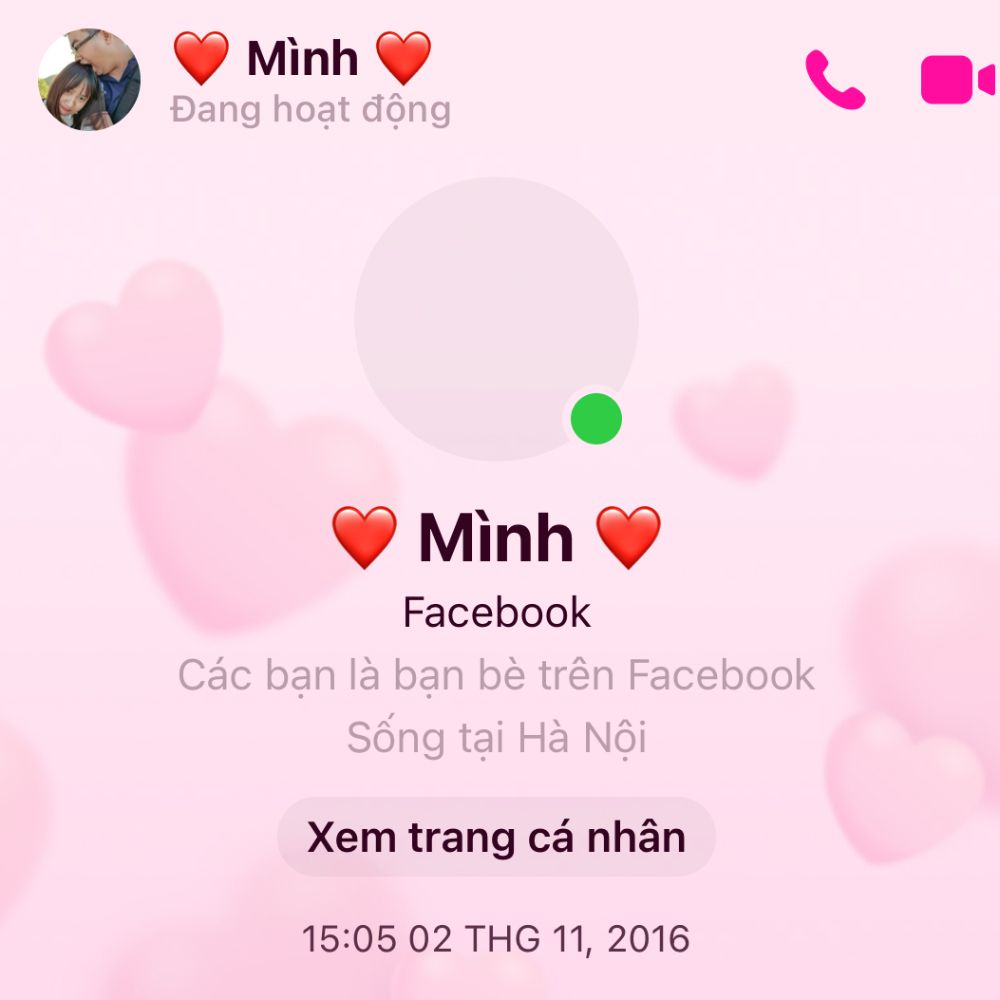 ❤️ Mình ❤️
Đang hoạt động
❤️ Mình ❤️
Facebook
Các bạn là bạn bè trên Facebook
Sống tại Hà Nội
Xem trang cá nhân
15:05 02 THG 11, 2016